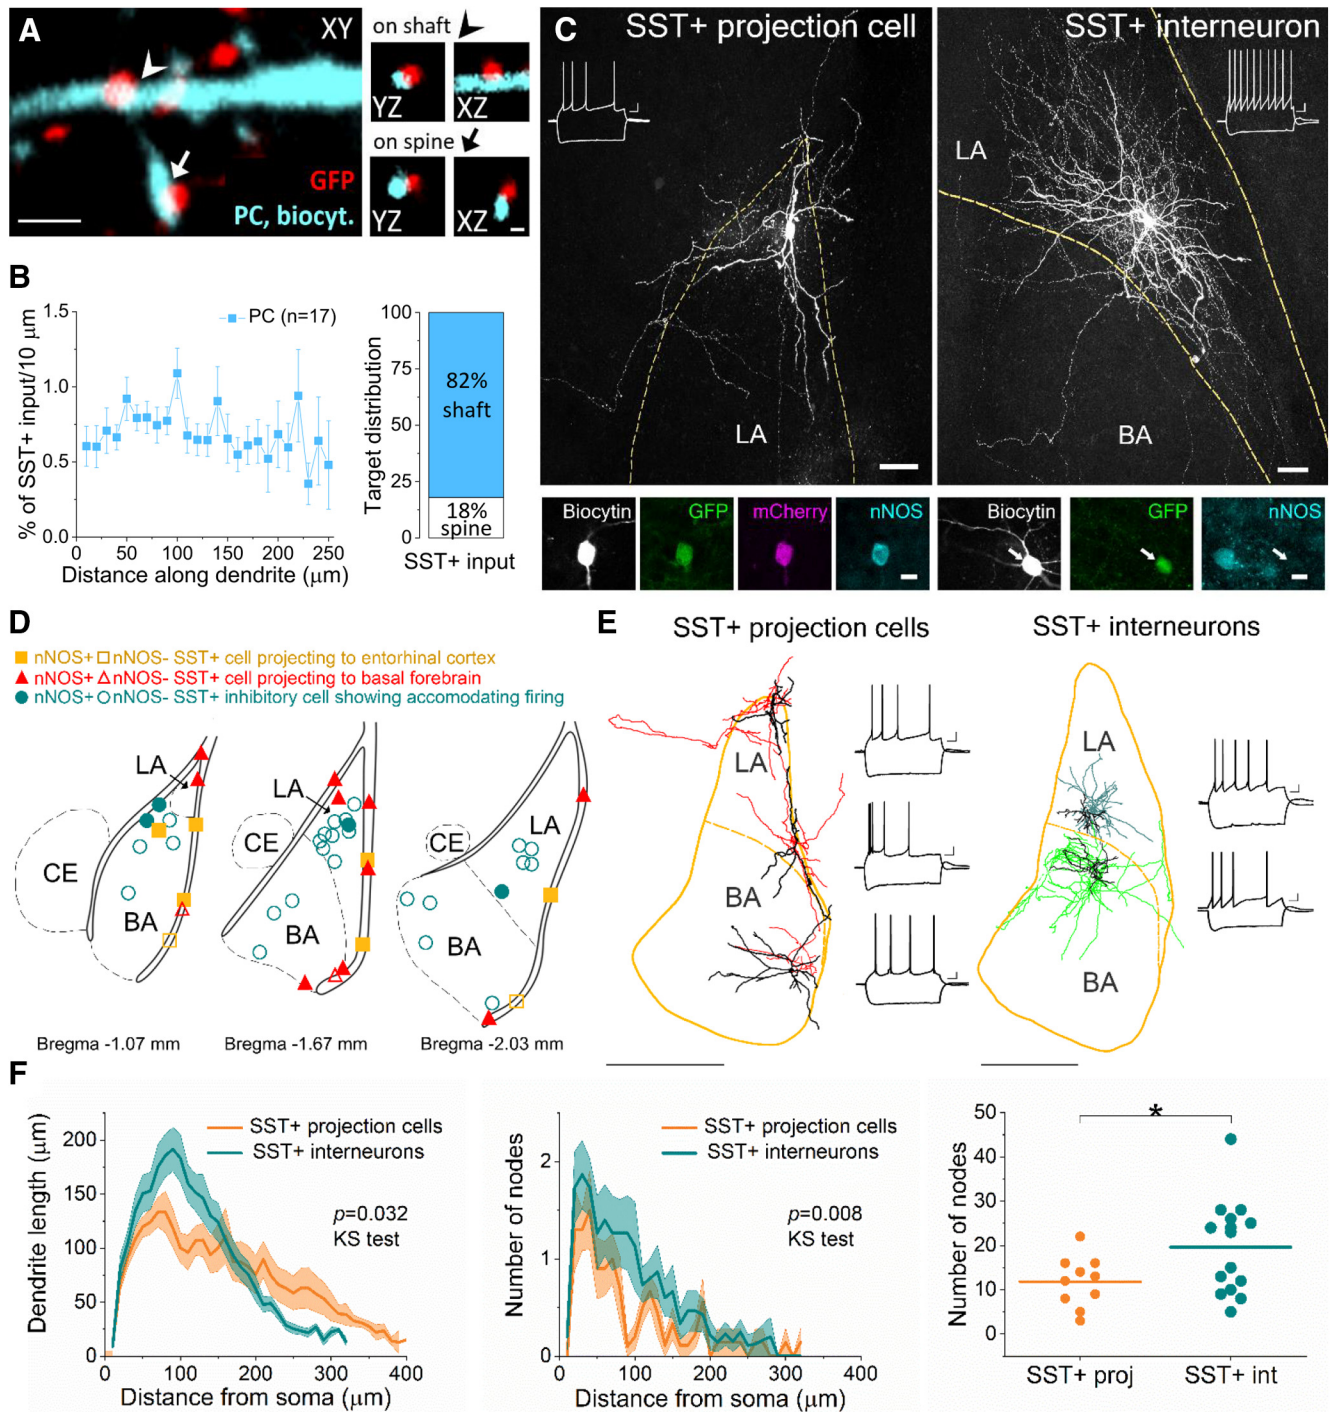 A
XY
GFP
PC, biocyt.
on shaft
YZ
XZ
on spine
YZ
XZ
B
% of SST+ input/10 μm
1.5
1.0
0.5
0.0
PC (n=17)
0 50 100 150 200 250
Distance along dendrite (μm)
Target distribution
100
75
50
25
0
82%
shaft
18%
spine
SST+ input
C
SST+ projection cell
LA
SST+ interneuron
LA
BA
Biocytin
GFP
mCherry
nNOS
Biocytin
GFP
nNOS
D
nNOS+ nNOS- SST+ cell projecting to entorhinal cortex
nNOS+ nNOS- SST+ cell projecting to basal forebrain
nNOS+ nNOS- SST+ inhibitory cell showing accomodating firing
LA
CE
BA
Bregma -1.07 mm
LA
CE
BA
Bregma -1.67 mm
LA
CE
BA
Bregma -2.03 mm
E
SST+ projection cells
LA
BA
SST+ interneurons
LA
BA
F
Dendrite length (μm)
200
150
100
50
0
SST+ projection cells
SST+ interneurons
p=0.032
KS test
0 100 200 300 400
Distance from soma (μm)
Number of nodes
2
1
0
SST+ projection cells
SST+ interneurons
p=0.008
KS test
0 100 200 300 400
Distance from soma (μm)
Number of nodes
50
40
30
20
10
0
*
SST+ proj
SST+ int